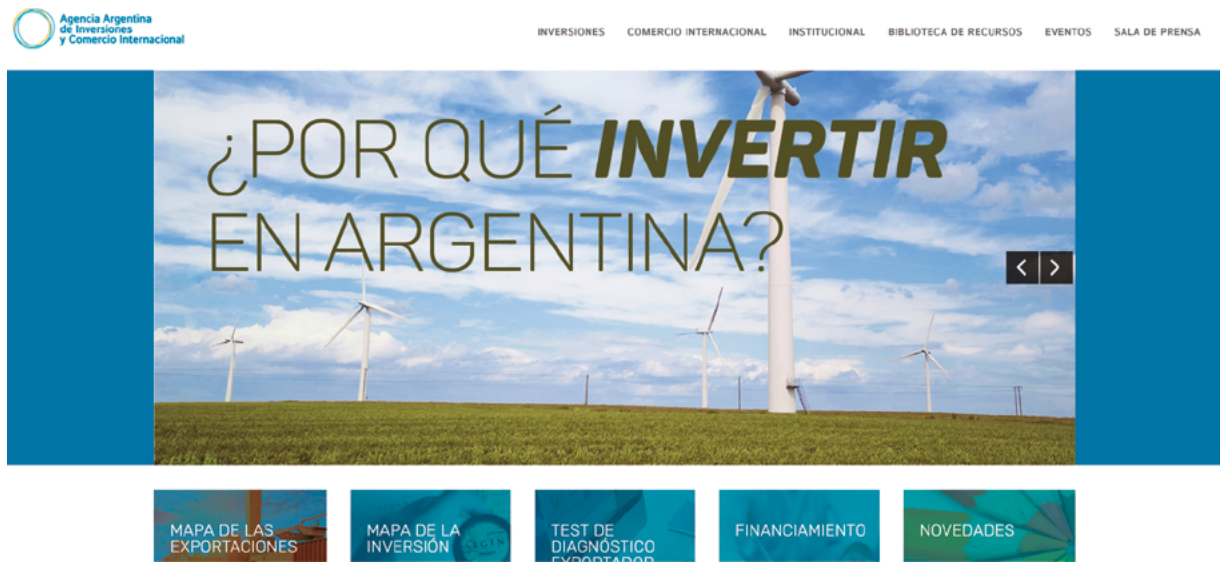 Agencia Argentina
de Inversiones
y Comercio Internacional
INVERSIONES COMERCIO INTERNACIONAL INSTITUCIONAL BIBLIOTECA DE RECURSOS EVENTOS SALA DE PRENSA
¿POR QUÉ INVERTIR
EN ARGENTINA?
MAPA DE LAS
EXPORTACIONES
MAPA DE LA
INVERSIÓN
TEST DE
DIAGNÓSTICO
EXPORTADOR
FINANCIAMIENTO
NOVEDADES